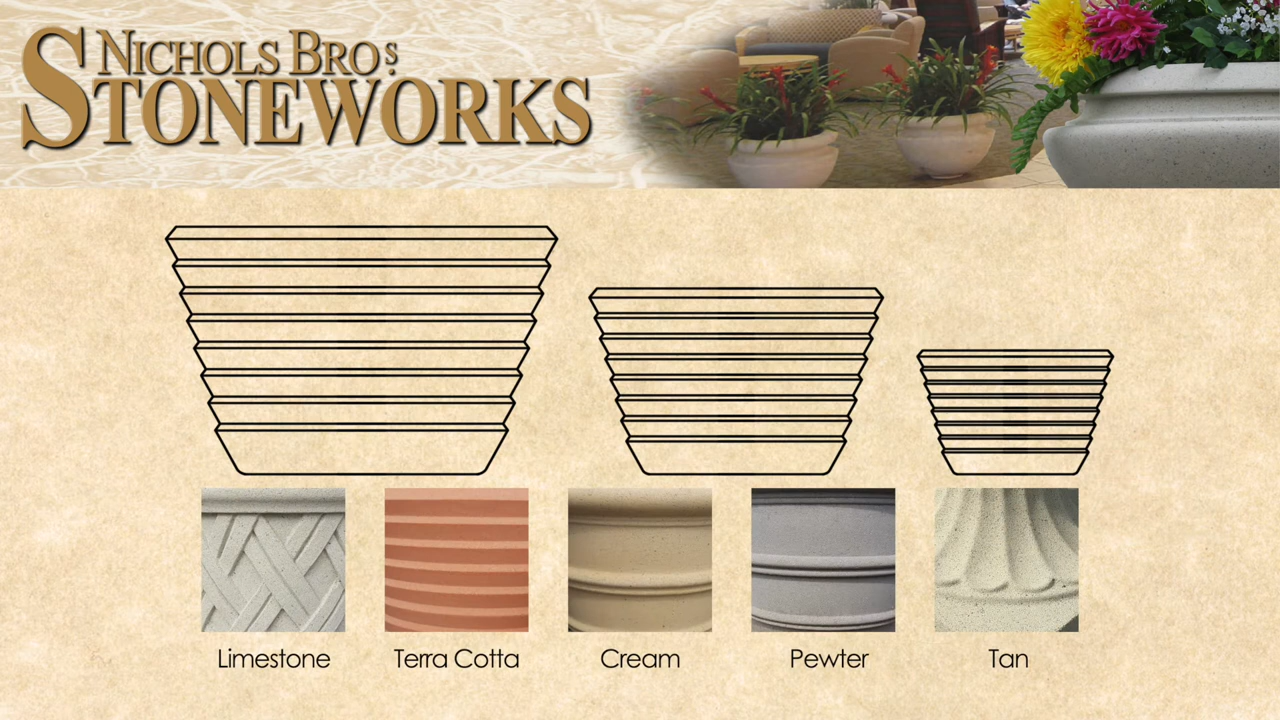 Nichols Bros.
Stoneworks
Limestone
Terra Cotta
Cream
Pewter
Tan